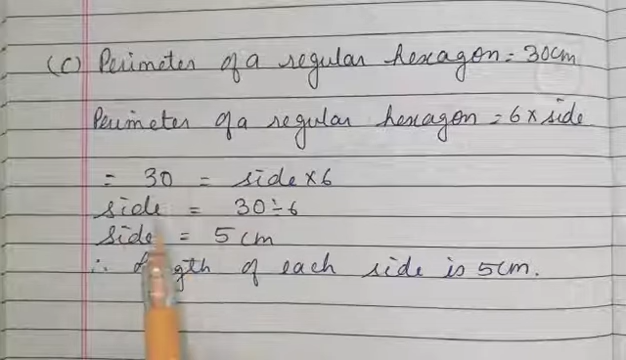 (c) Perimeter of a regular hexagon = 30cm
Perimeter of a regular hexagon = 6 × side
= 30 = side × 6
side = 30 ÷ 6
side = 5 cm
∴ of each side is 5cm.